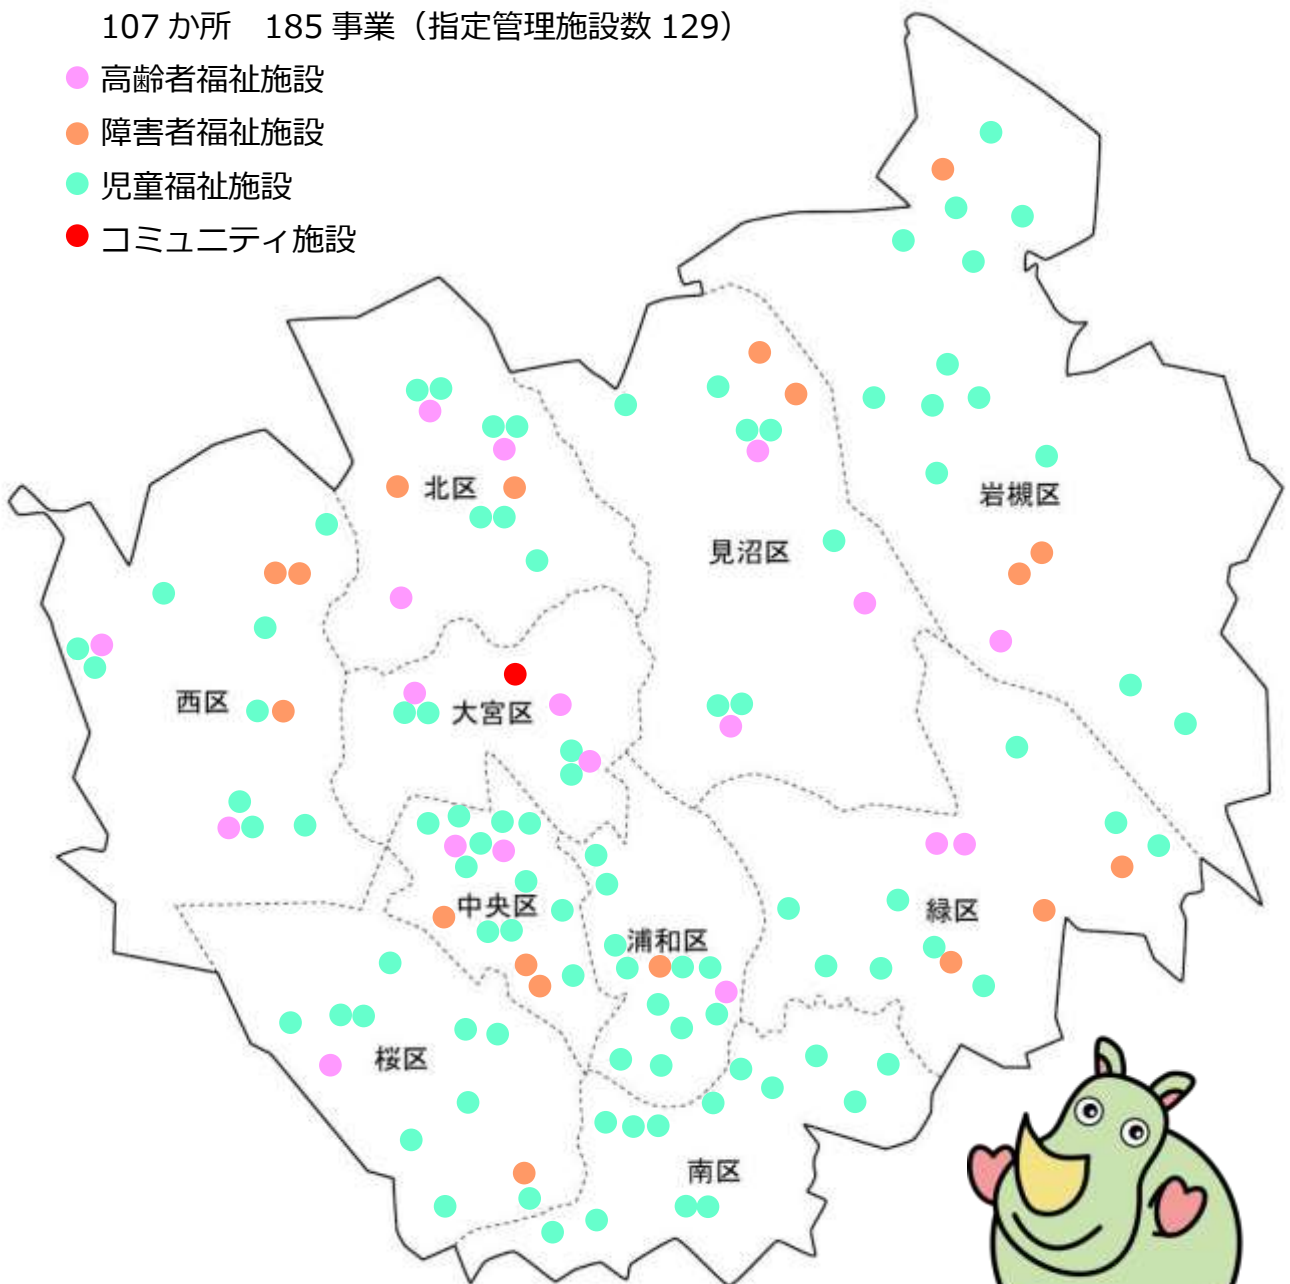 107 か所　185 事業（指定管理施設数 129）
高齢者福祉施設
障害者福祉施設
児童福祉施設
コミュニティ施設
北区
岩槻区
見沼区
西区
大宮区
中央区
緑区
浦和区
桜区
南区